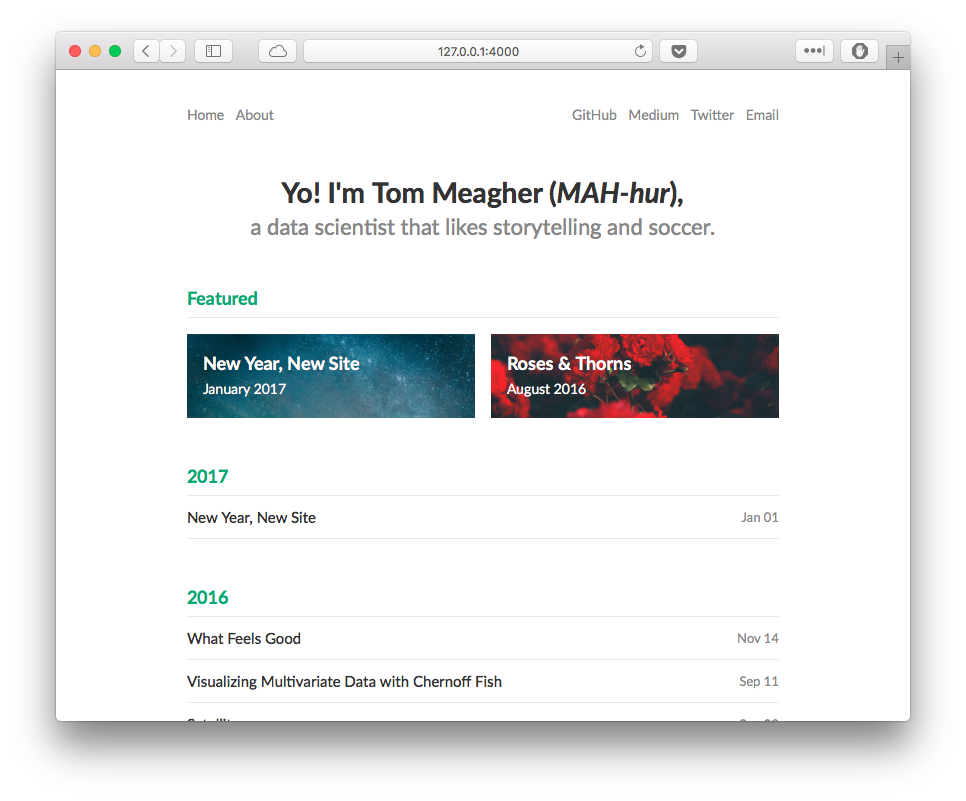 127.0.0.1:4000
Home About GitHub Medium Twitter Email
Yo! I'm Tom Meagher (MAH-hur),
a data scientist that likes storytelling and soccer.
Featured
New Year, New Site
January 2017
Roses & Thorns
August 2016
2017
New Year, New Site Jan 01
2016
What Feels Good Nov 14
Visualizing Multivariate Data with Chernoff Fish Sep 11